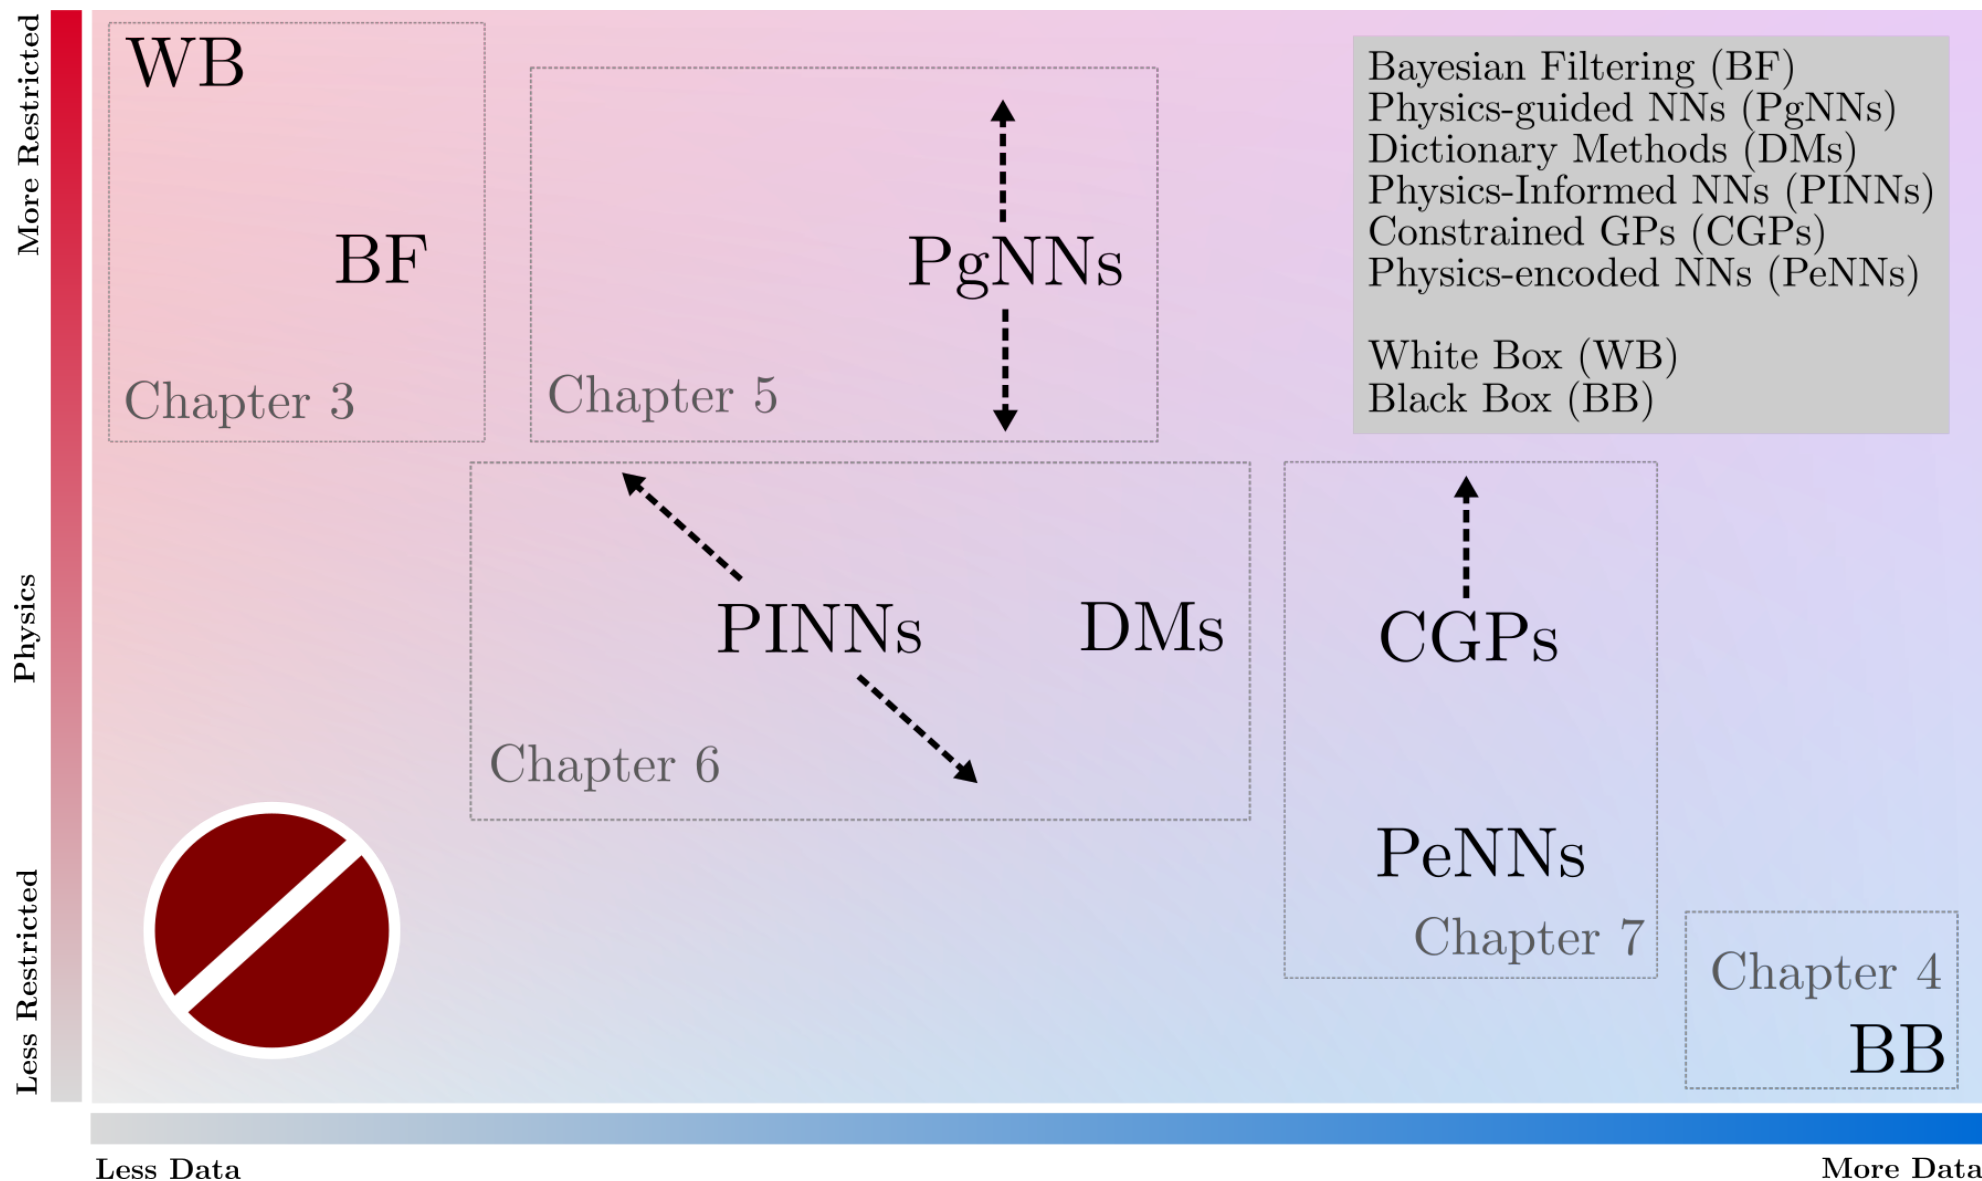 More Restricted
Physics
Less Restricted
WB
BF
Chapter 3
PgNNs
Chapter 5
Bayesian Filtering (BF)
Physics-guided NNs (PgNNs)
Dictionary Methods (DMs)
Physics-Informed NNs (PINNs)
Constrained GPs (CGPs)
Physics-encoded NNs (PeNNs)
White Box (WB)
Black Box (BB)
PINNs
DMs
Chapter 6
CGPs
PeNNs
Chapter 7
Chapter 4
BB
Less Data
More Data